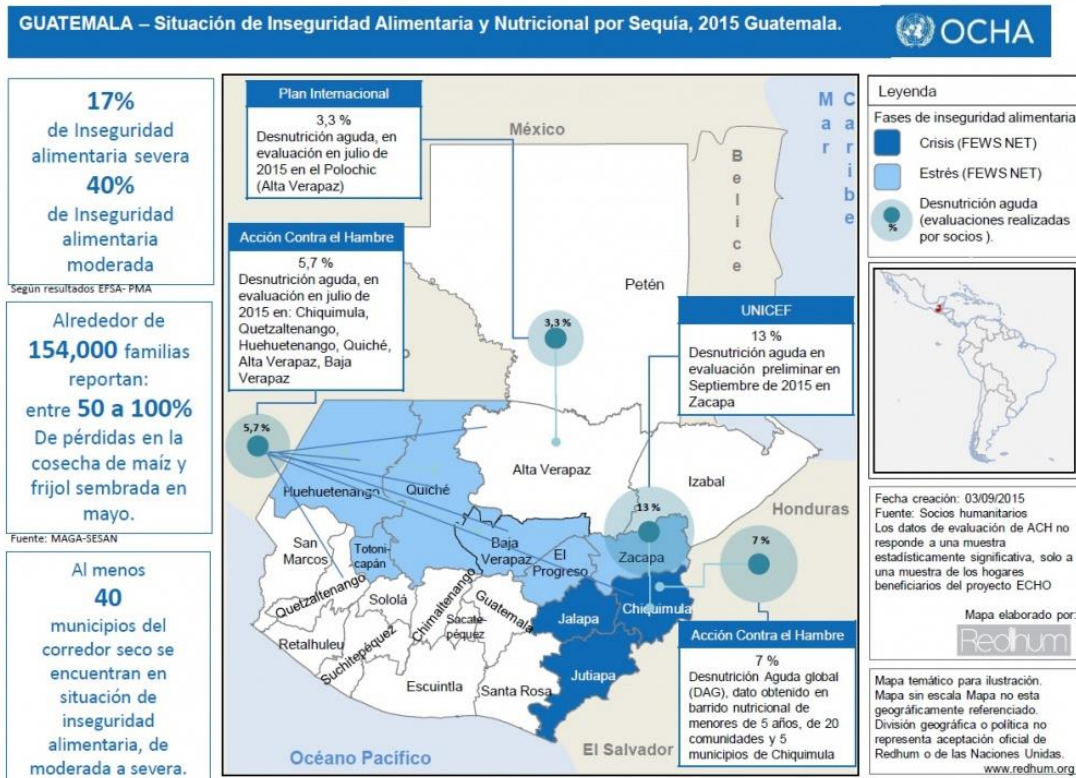 GUATEMALA – Situación de Inseguridad Alimentaria y Nutricional por Sequía, 2015 Guatemala.
OCHA
17%
de Inseguridad
alimentaria severa
40%
de Inseguridad
alimentaria
moderada
Según resultados EFSA- PMA
Alrededor de
154,000 familias
reportan:
entre 50 a 100%
De pérdidas en la
cosecha de maíz y
frijol sembrada en
mayo.
Fuente: MAGA-SESAN
Al menos
40
municipios del
corredor seco se
encuentran en
situación de
inseguridad
alimentaria, de
moderada a severa.
Plan Internacional
3,3 %
Desnutrición aguda, en
evaluación en julio de
2015 en el Polochic
(Alta Verapaz)
Acción Contra el Hambre
5,7 %
Desnutrición aguda, en
evaluación en julio de
2015 en: Chiquimula,
Quetzaltenango,
Huehuetenango, Quiché,
Alta Verapaz, Baja
Verapaz
UNICEF
13 %
Desnutrición aguda en
evaluación preliminar en
Septiembre de 2015 en
Zacapa
Acción Contra el Hambre
7 %
Desnutrición Aguda global
(DAG), dato obtenido en
barrido nutricional de
menores de 5 años, de 20
comunidades y 5
municipios de Chiquimula
México
Belice
Mar Caribe
Petén
3,3 %
5,7 %
13 %
7 %
Huehuetenango
Quiché
Alta Verapaz
Izabal
Honduras
San
Marcos
Totoni-
capán
Baja
Verapaz
El
Progreso
Zacapa
Quetzaltenango
Sololá
Chimaltenango
Guatemala
Sacate-
péquez
Jalapa
Chiquimula
Retalhuleu
Suchitepéquez
Escuintla
Santa Rosa
Jutiapa
Océano Pacífico
El Salvador
Leyenda
Fases de inseguridad alimentaria
Crisis (FEWS NET)
Estrés (FEWS NET)
%
Desnutrición aguda
(evaluaciones realizadas
por socios ).
Fecha creación: 03/09/2015
Fuente: Socios humanitarios
Los datos de evaluación de ACH no
responde a una muestra
estadísticamente significativa, solo a
una muestra de los hogares
beneficiarios del proyecto ECHO
Mapa elaborado por:
Redhum
Mapa temático para ilustración.
Mapa sin escala Mapa no esta
geográficamente referenciado.
División geográfica o política no
representa aceptación oficial de
Redhum o de las Naciones Unidas.
www.redhum.org